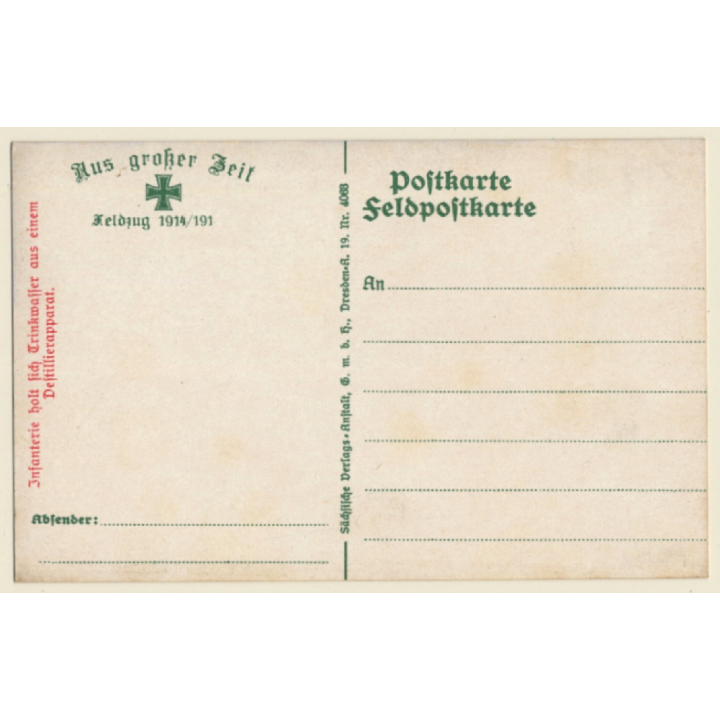 Aus großer Zeit
Feldzug 1914/191
Infanterie holt sich Trinkwasser aus einem
Destillierapparat.
Absender:
Sächsische Verlags-Anstalt, G. m. b. H., Dresden-A. 19. Nr. 4063
Postkarte
Feldpostkarte
An